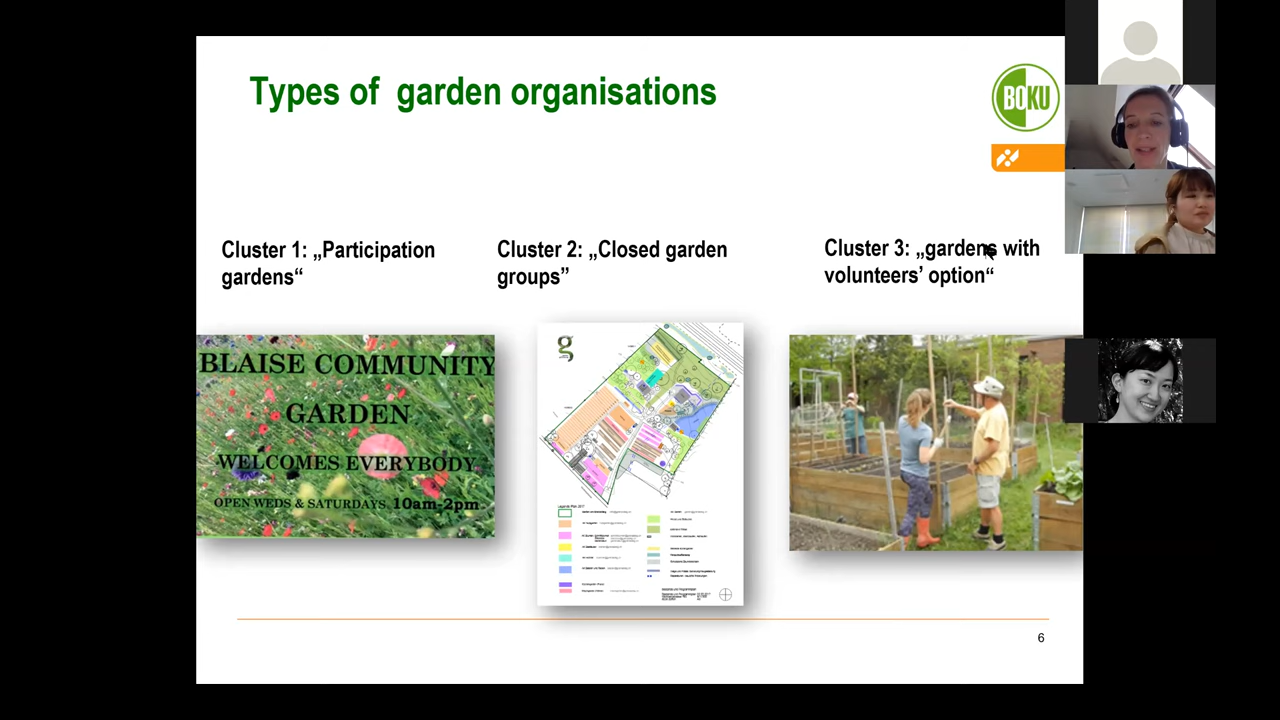 Types of garden organisations
BOKU
Cluster 1: „Participation
gardens“
Cluster 2: „Closed garden
groups”
Cluster 3: „gardens with
volunteers’ option“
BLAISE COMMUNITY
GARDEN
WELCOMES EVERYBODY
OPEN WEDS & SATURDAYS 10am-2pm
g
6